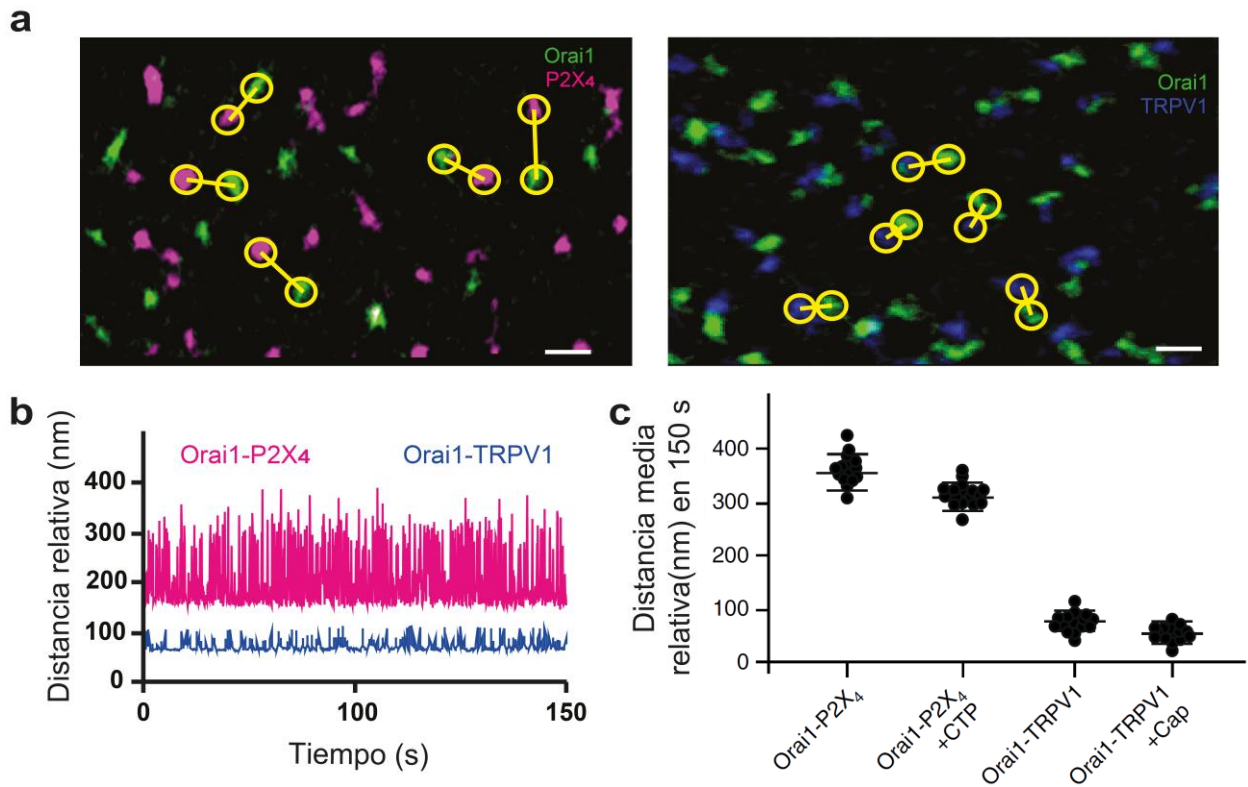 a
Orai1
P2X₄
Orai1
TRPV1
b
Distancia relativa (nm)
Orai1-P2X₄
Orai1-TRPV1
400
300
200
100
0
0
100
150
Tiempo (s)
c
Distancia media
relativa(nm) en 150 s
400
300
200
100
0
Orai1-P2X₄
Orai1-P2X₄
+CTP
Orai1-TRPV1
Orai1-TRPV1
+Cap